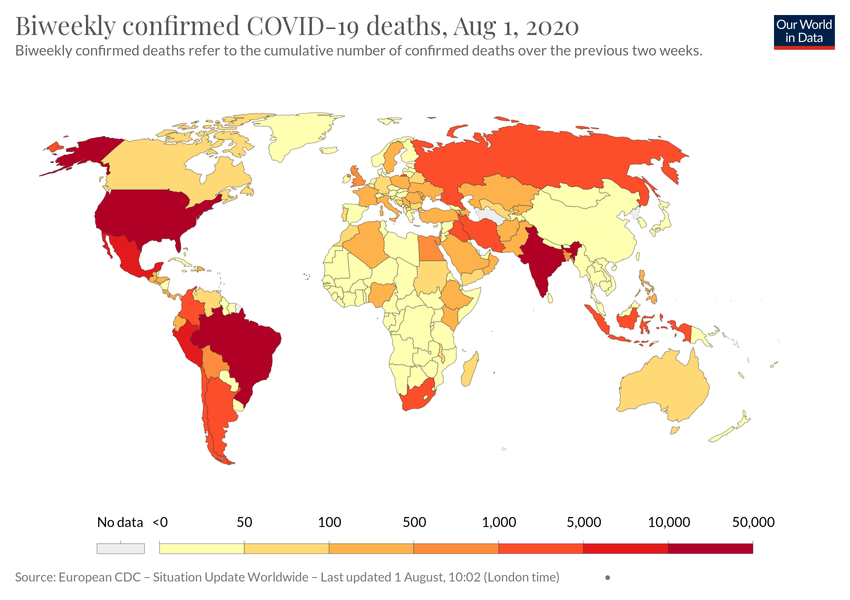 Biweekly confirmed COVID-19 deaths, Aug 1, 2020
Biweekly confirmed deaths refer to the cumulative number of confirmed deaths over the previous two weeks.
Our World
in Data
No data <0 50 100 500 1,000 5,000 10,000 50,000
Source: European CDC – Situation Update Worldwide – Last updated 1 August, 10:02 (London time) •